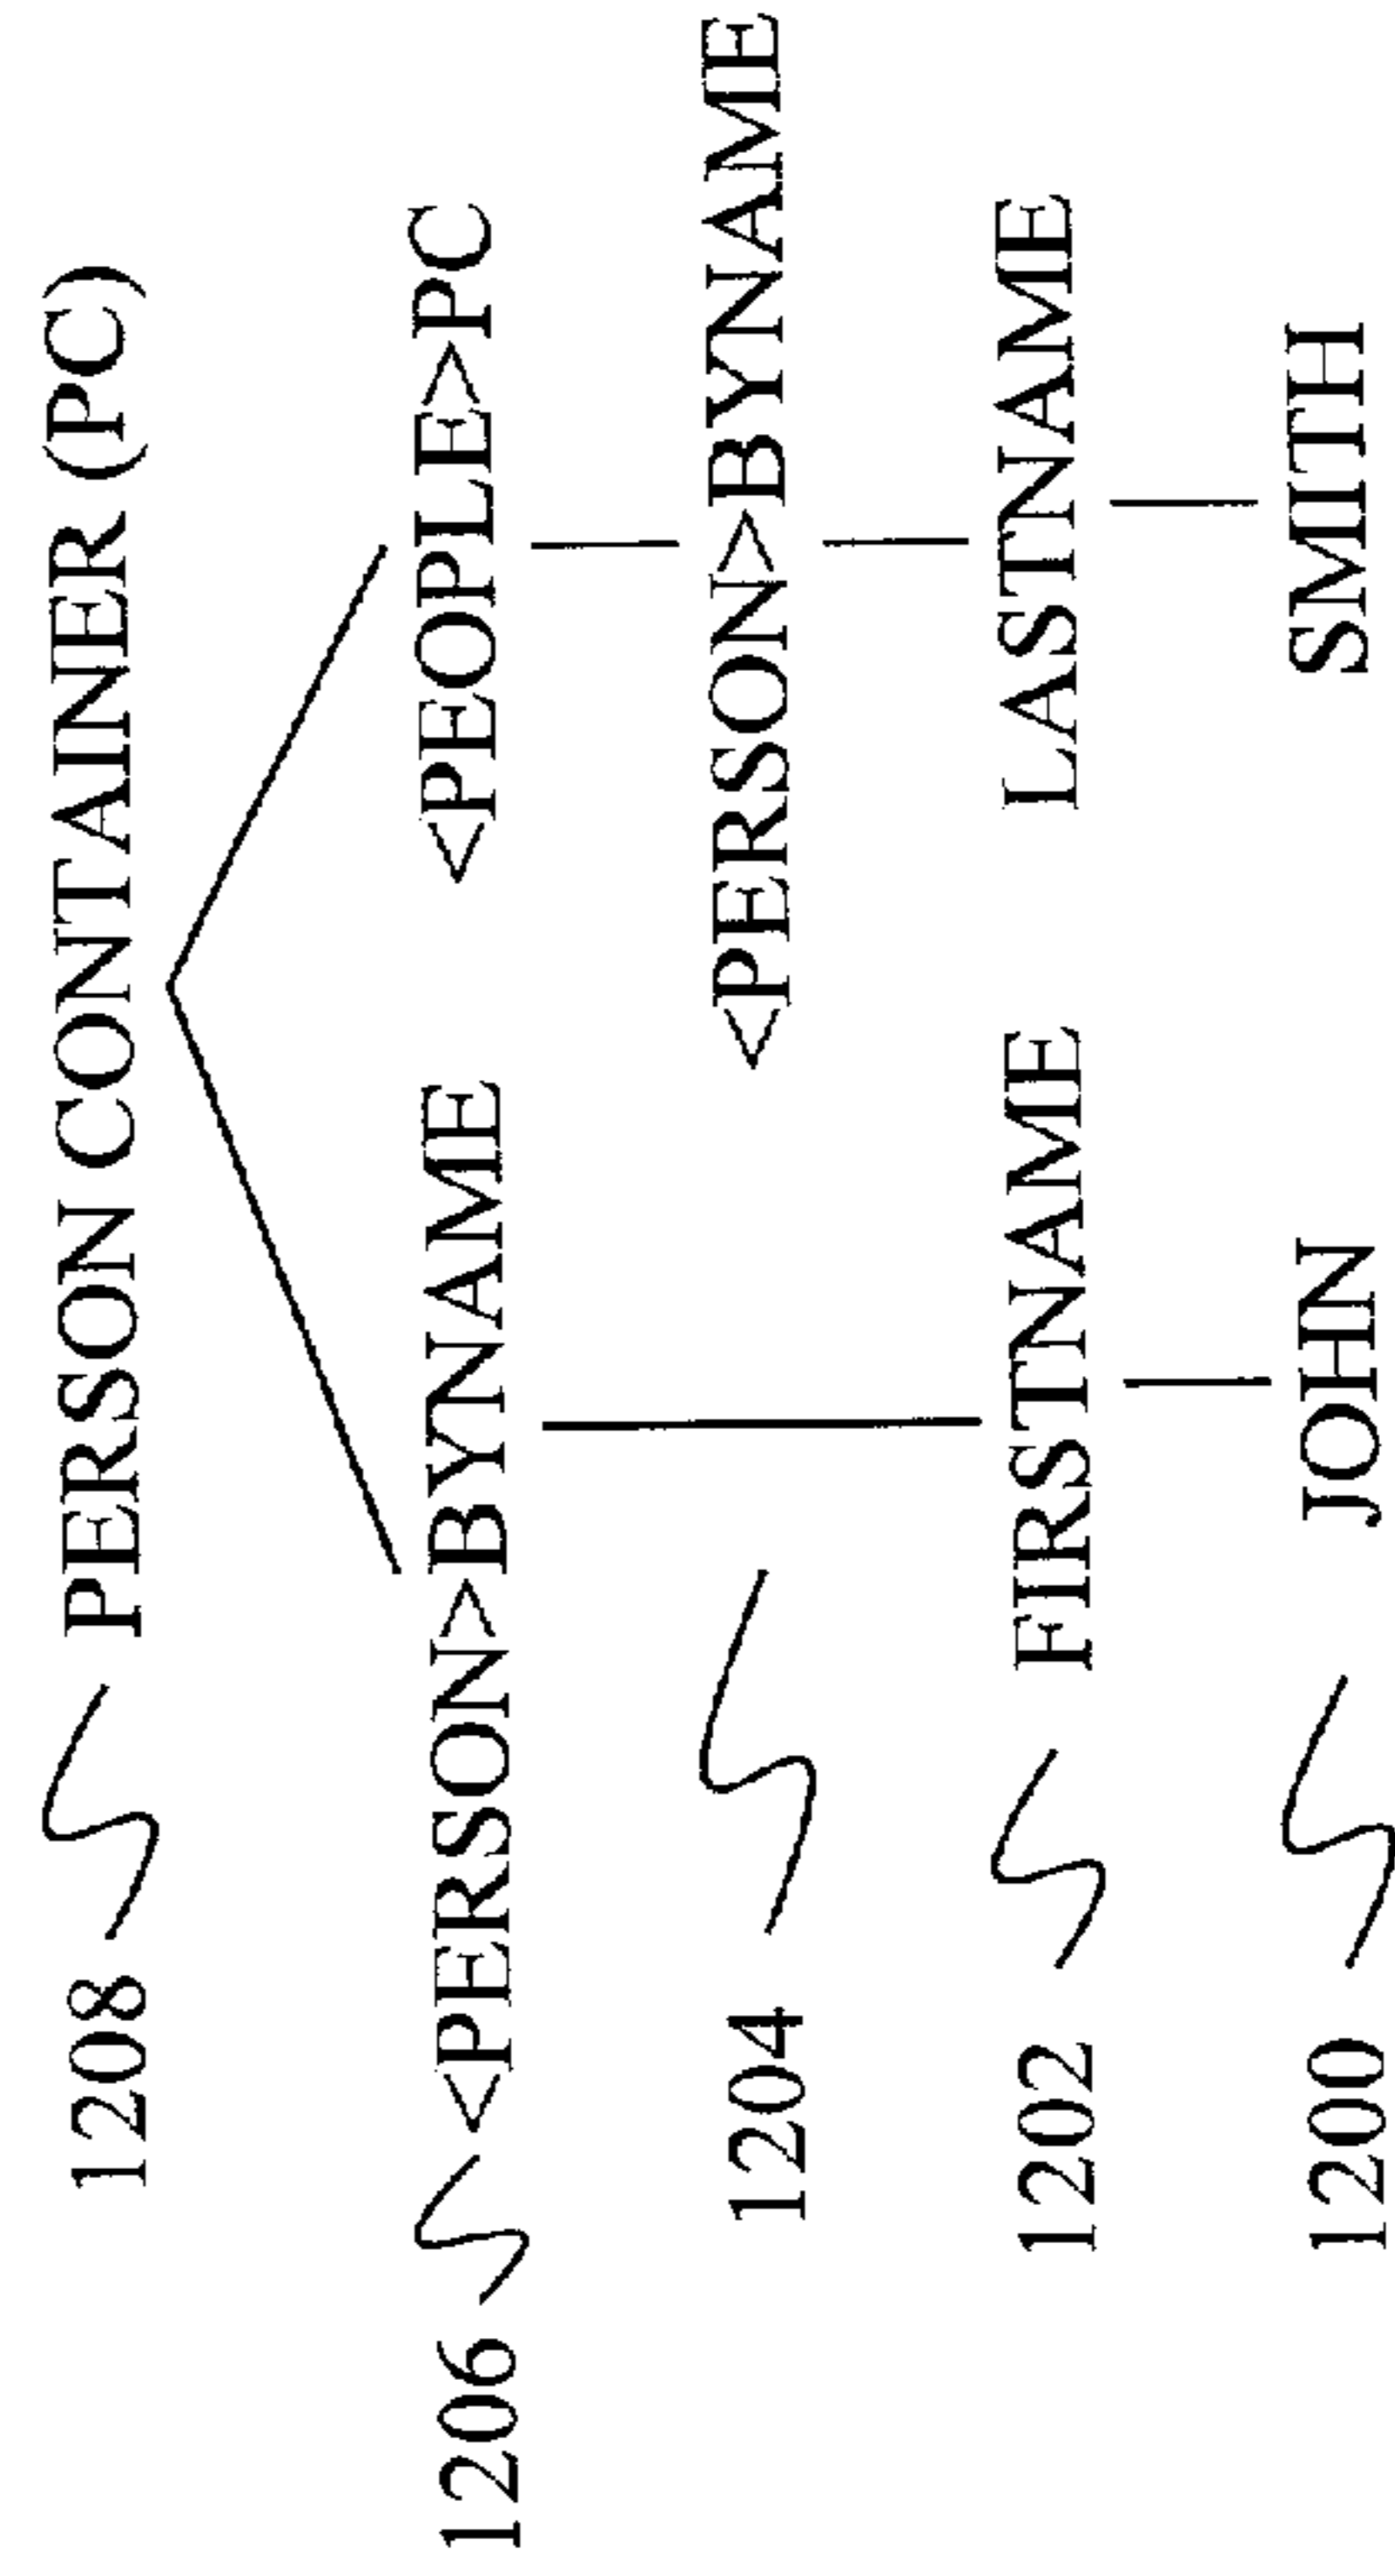 1208 PERSON CONTAINER (PC)
1206 <PERSON>BYNAME <PEOPLE>PC
1204 <PERSON>BYNAME
1202 FIRSTNAME LASTNAME
1200 JOHN SMITH